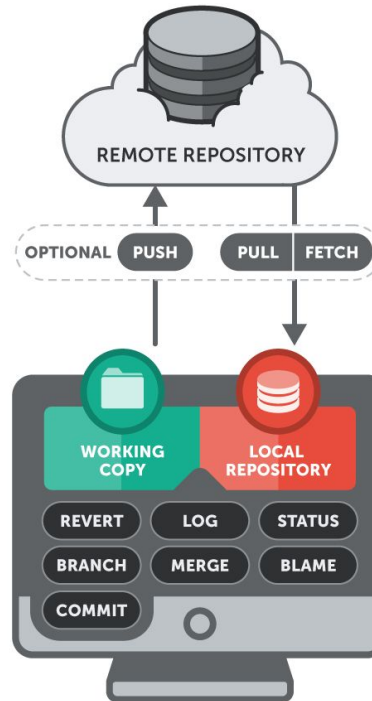 REMOTE REPOSITORY
OPTIONAL PUSH PULL FETCH
WORKING COPY
LOCAL REPOSITORY
REVERT LOG STATUS
BRANCH MERGE BLAME
COMMIT